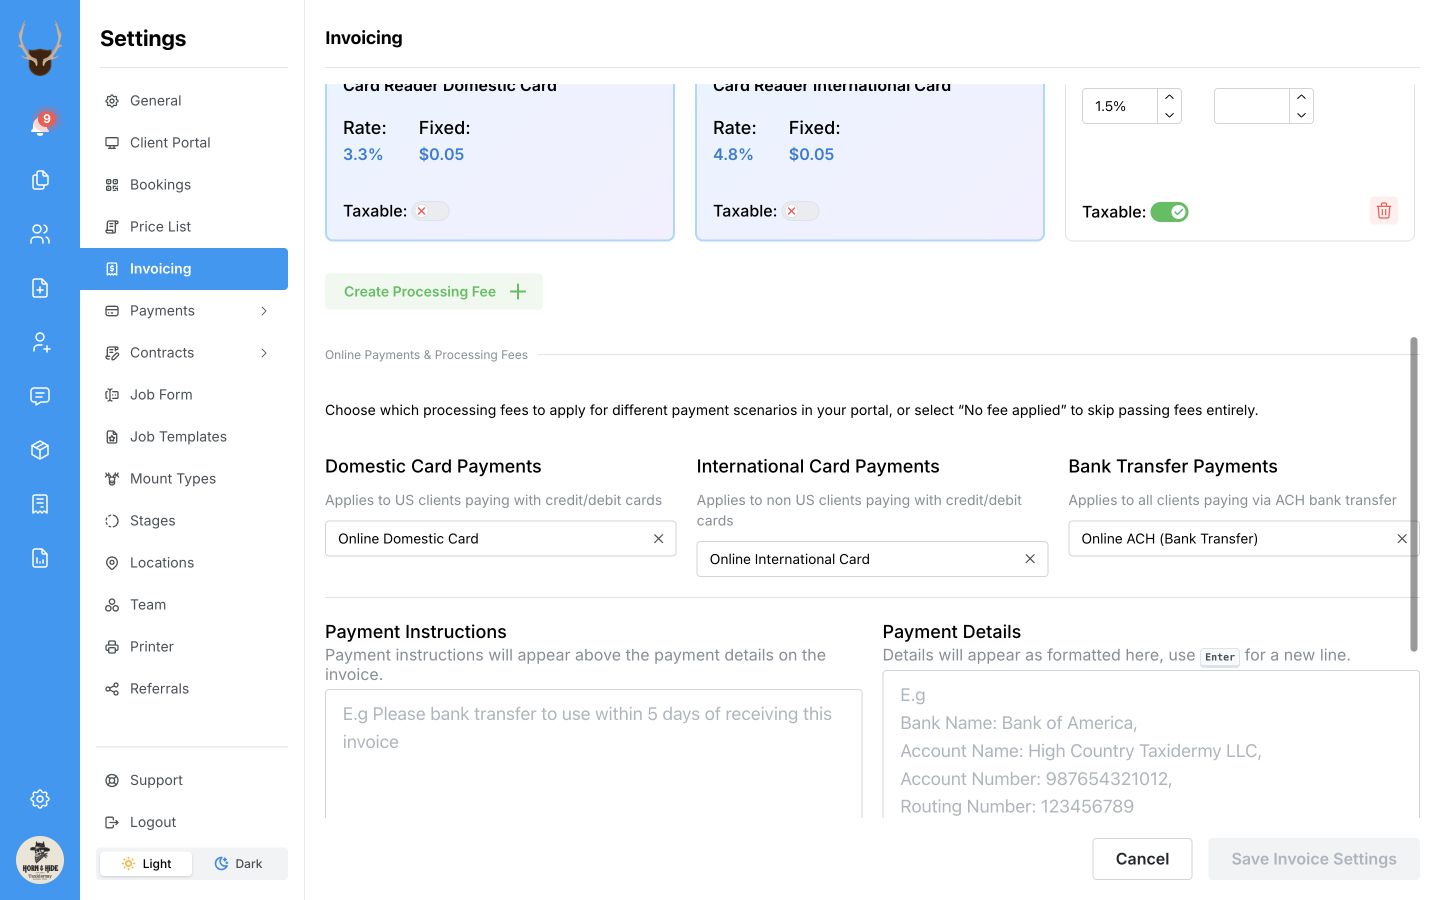 Settings
Invoicing
9
General
Client Portal
Bookings
Price List
Invoicing
Payments
Contracts
Job Form
Job Templates
Mount Types
Stages
Locations
Team
Printer
Referrals
Support
Logout
Light
Dark
HORN & HIDE
Taxidermy
Card Reader Domestic Card
Rate: Fixed:
3.3% $0.05
Taxable:
Card Reader International Card
Rate: Fixed:
4.8% $0.05
Taxable:
1.5%
Taxable:
Create Processing Fee
Online Payments & Processing Fees
Choose which processing fees to apply for different payment scenarios in your portal, or select “No fee applied” to skip passing fees entirely.
Domestic Card Payments
Applies to US clients paying with credit/debit cards
Online Domestic Card
International Card Payments
Applies to non US clients paying with credit/debit
cards
Online International Card
Bank Transfer Payments
Applies to all clients paying via ACH bank transfer
Online ACH (Bank Transfer)
Payment Instructions
Payment instructions will appear above the payment details on the
invoice.
E.g Please bank transfer to use within 5 days of receiving this
invoice
Payment Details
Details will appear as formatted here, use Enter for a new line.
E.g
Bank Name: Bank of America,
Account Name: High Country Taxidermy LLC,
Account Number: 987654321012,
Routing Number: 123456789
Cancel
Save Invoice Settings